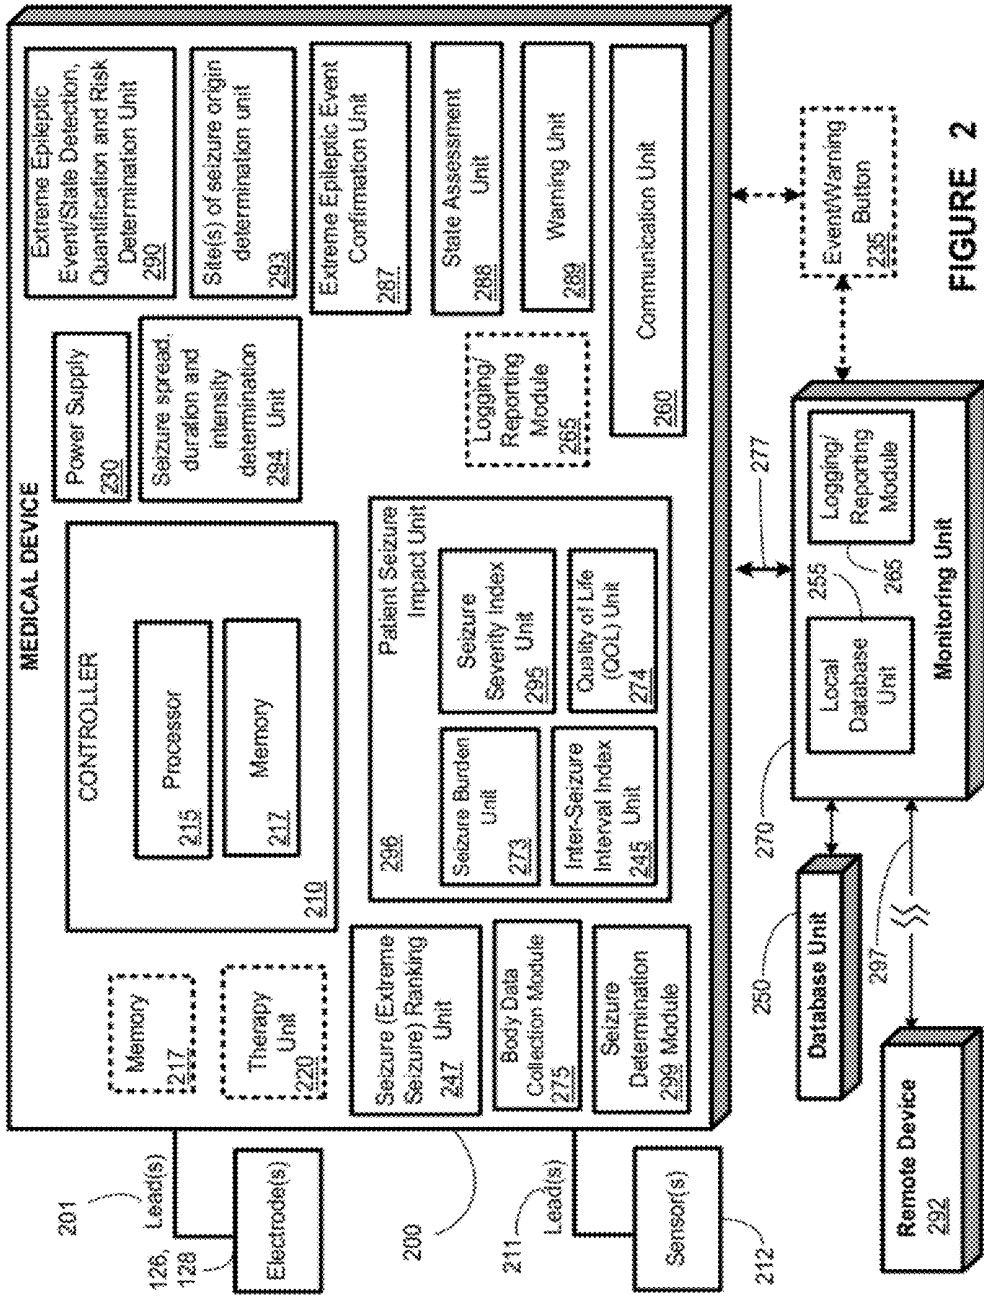 MEDICAL DEVICE
201
Lead(s)
126,
128
Electrode(s)
200
211
Lead(s)
Sensor(s)
212
Memory
217
Therapy
Unit
220
CONTROLLER
Processor
215
Memory
217
210
Power Supply
230
Seizure spread,
duration and
intensity
determination
294 Unit
Extreme Epileptic
Event/State Detection,
Quantification and Risk
Determination Unit
290
Site(s) of seizure origin
determination unit
293
Extreme Epileptic Event
Confirmation Unit
287
State Assessment
Unit
288
Warning Unit
289
Communication Unit
260
Logging/
Reporting
Module
265
Seizure (Extreme
Seizure) Ranking
Unit
247
Body Data
Collection Module
275
Seizure
Determination
299 Module
Patient Seizure
Impact Unit
296
Seizure Burden
Unit
273
Seizure
Severity Index
Unit
295
Inter-Seizure
Interval Index
Unit
245
Quality of Life
(QOL) Unit
274
277
Event/Warning
Button
235
270
Local
Database
Unit
255
Logging/
Reporting
Module
265
Monitoring Unit
250
Database Unit
297
Remote Device
292
FIGURE 2